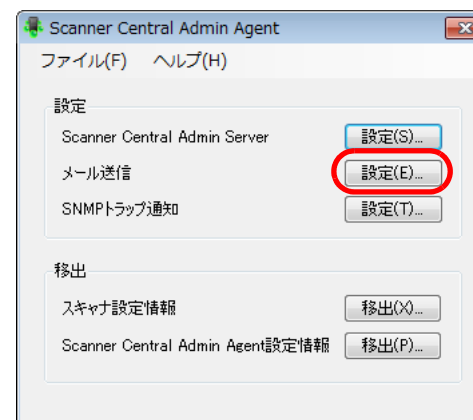 Scanner Central Admin Agent
ファイル(F) ヘルプ(H)
設定
Scanner Central Admin Server 設定(S)...
メール送信 設定(E)...
SNMPトラップ通知 設定(T)...
移出
スキャナ設定情報 移出(X)...
Scanner Central Admin Agent設定情報 移出(P)...